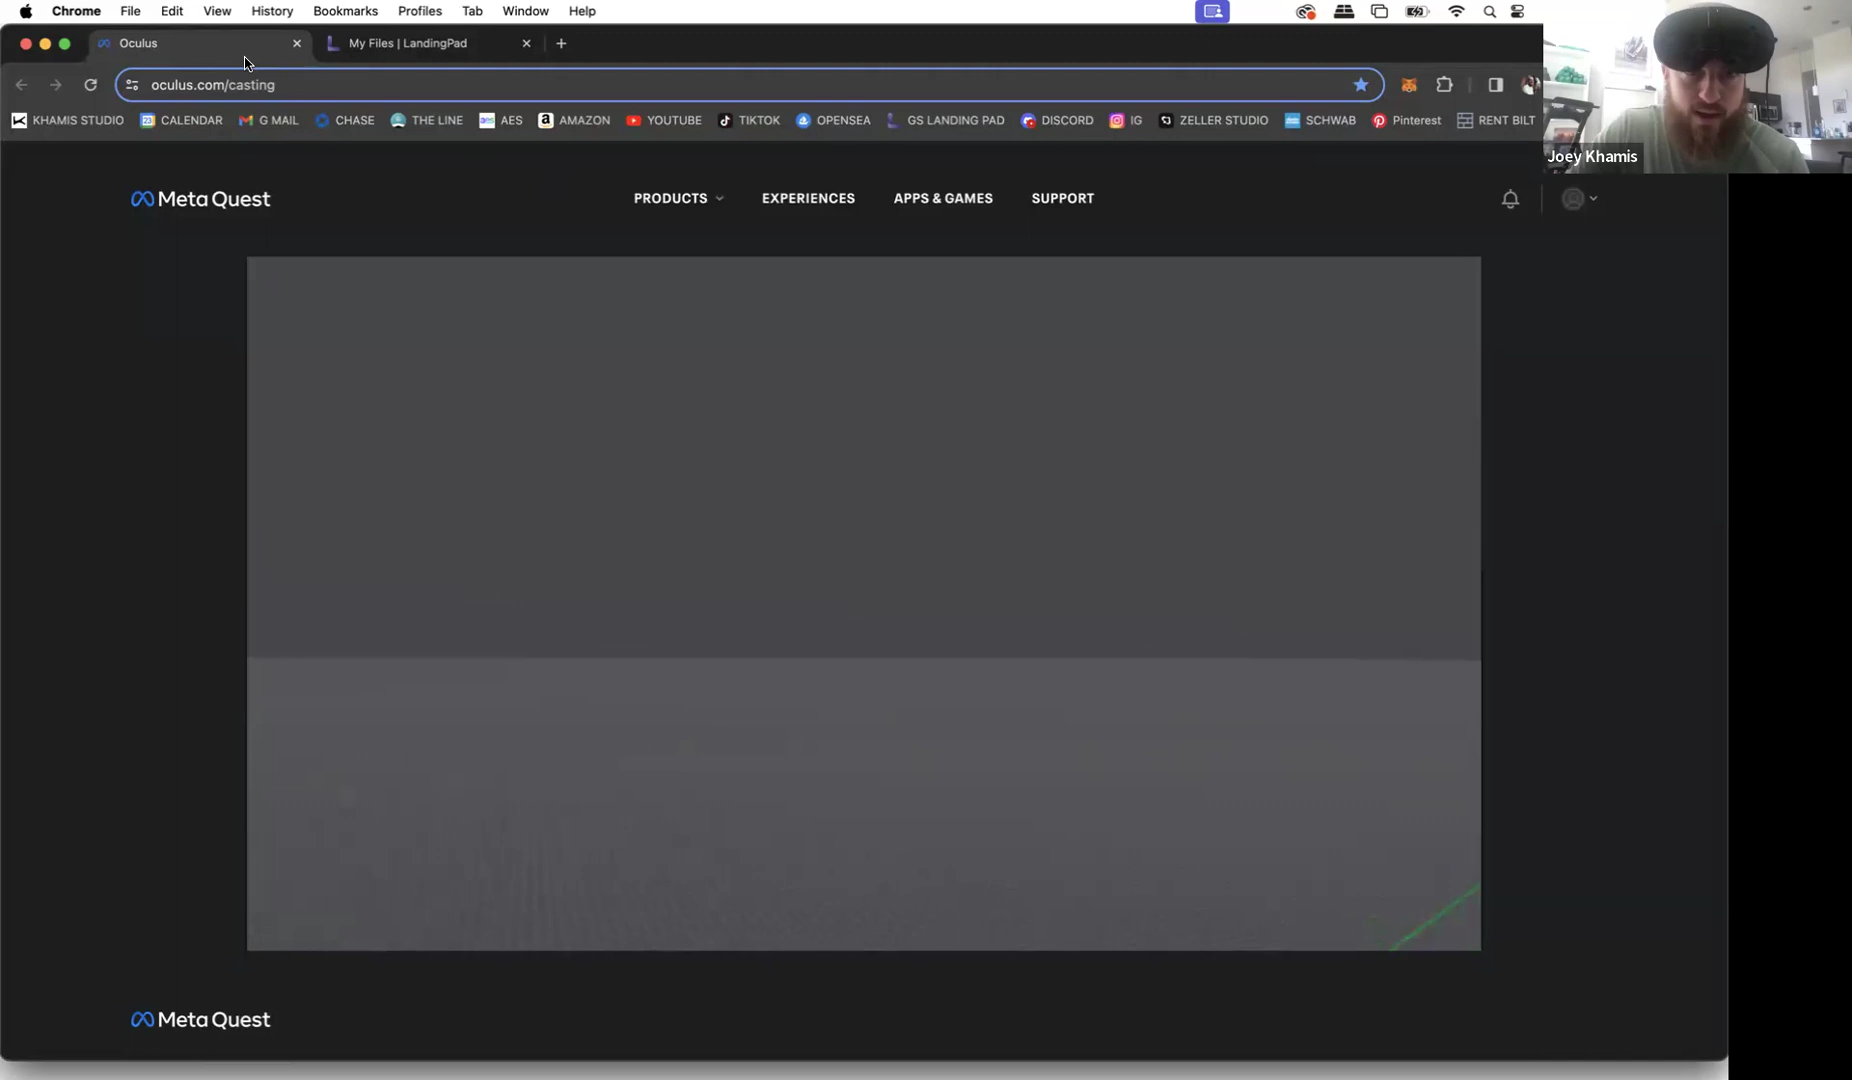 Chrome File Edit View History Bookmarks Profiles Tab Window Help
Oculus My Files | LandingPad
oculus.com/casting
KHAMIS STUDIO CALENDAR G MAIL CHASE THE LINE aes AES AMAZON YOUTUBE TIKTOK OPENSEA GS LANDING PAD DISCORD IG ZELLER STUDIO SCHWAB Pinterest RENT BILT
Joey Khamis
Meta Quest PRODUCTS EXPERIENCES APPS & GAMES SUPPORT
Meta Quest